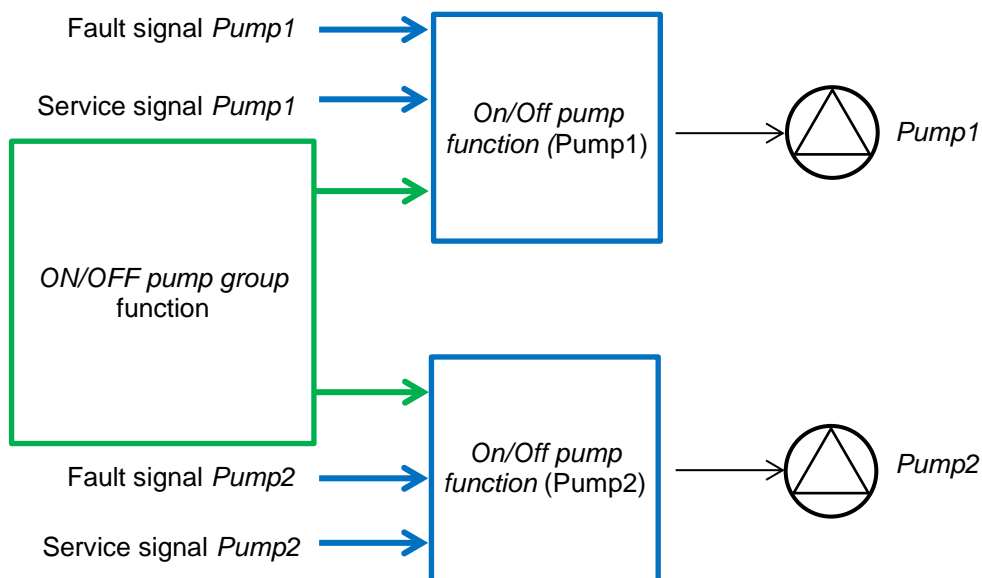 Fault signal Pump1
Service signal Pump1
On/Off pump
function (Pump1)
Pump1
ON/OFF pump group
function
Fault signal Pump2
Service signal Pump2
On/Off pump
function (Pump2)
Pump2